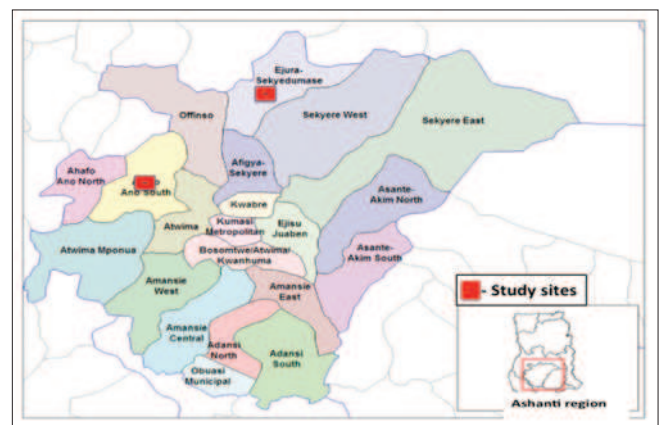 Ejura-
Sekyedumase
Offinso
Sekyere West
Sekyere East
Afigya-
Sekyere
Ahafo
Ano North
Ano South
Asante-
Akim North
Kwabre
Atwima
Kumasi
Metropolitan
Ejisu
Juaben
Atwima Mponua
Bosomtwe/Atwima/
Kwanhuma
Asante-
Akim South
Amansie
West
Amansie
East
- Study sites
Amansie
Central
Adansi
North
Adansi
South
Obuasi
Municipal
Ashanti region